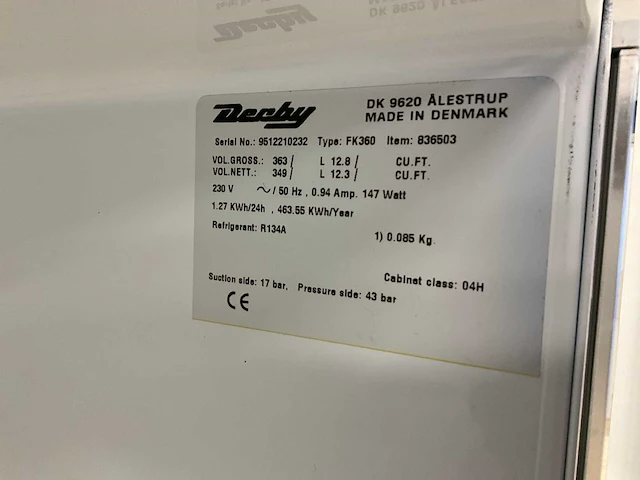 Derby
DK 9620 ÅLESTRUP
MADE IN DENMARK
Serial No.: 9512210232 Type: FK360 Item: 836503
VOL.GROSS.: 363/ L 12.8/ CU.FT.
VOL.NETT.: 349/ L 12.3/ CU.FT.
230 V ~/50 Hz, 0.94 Amp. 147 Watt
1.27 KWh/24h , 463.55 KWh/Year
Refrigerant: R134A 1) 0.085 Kg.
Cabinet class: 04H
Suction side: 17 bar, Pressure side: 43 bar
CE